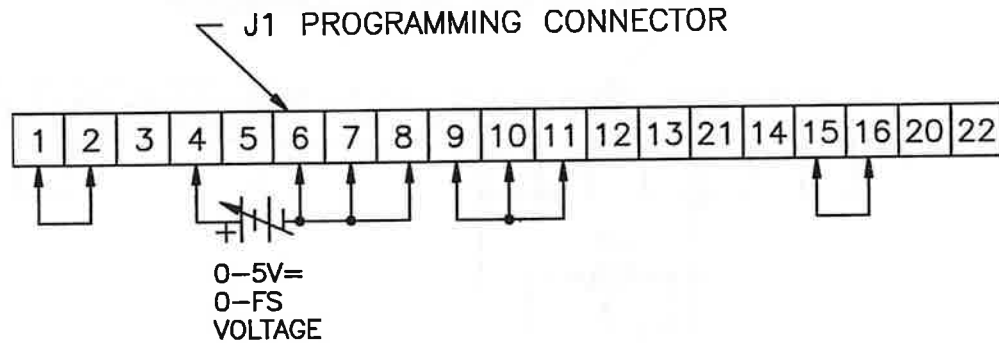 J1 PROGRAMMING CONNECTOR
1 2 3 4 5 6 7 8 9 10 11 12 13 21 14 15 16 20 22
+
0-5V=
0-FS
VOLTAGE